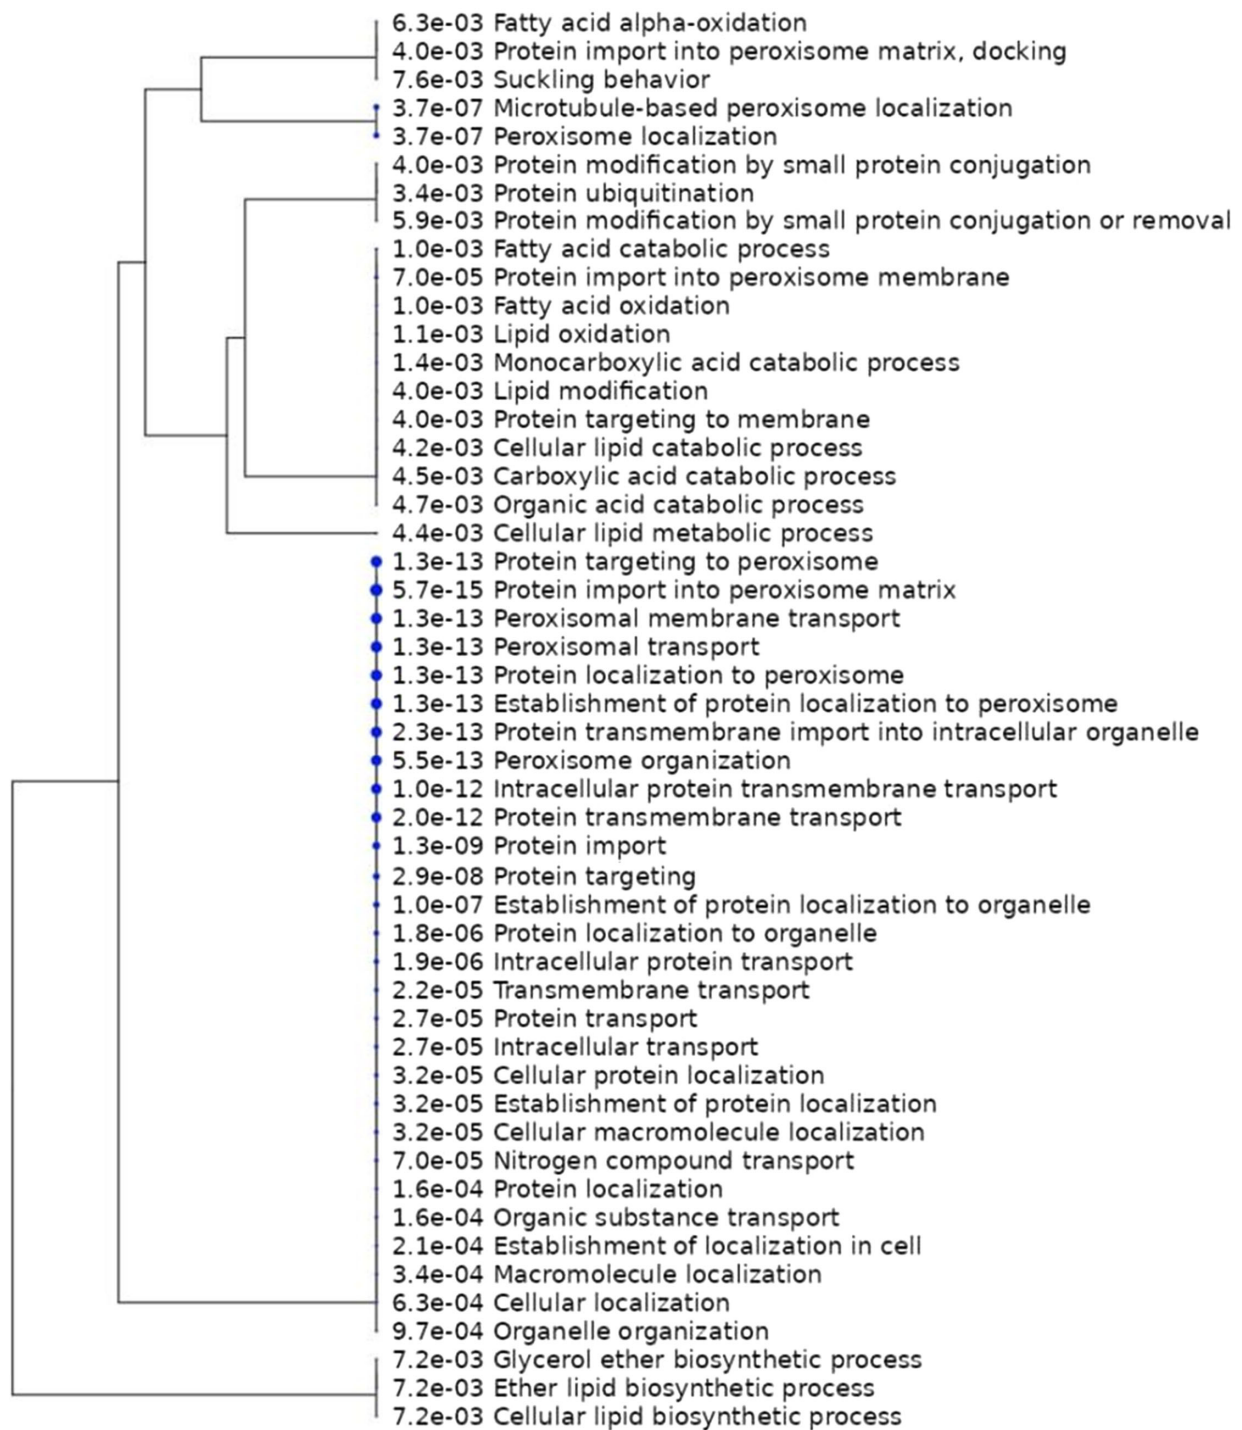 6.3e-03 Fatty acid alpha-oxidation
4.0e-03 Protein import into peroxisome matrix, docking
7.6e-03 Suckling behavior
3.7e-07 Microtubule-based peroxisome localization
3.7e-07 Peroxisome localization
4.0e-03 Protein modification by small protein conjugation
3.4e-03 Protein ubiquitination
5.9e-03 Protein modification by small protein conjugation or removal
1.0e-03 Fatty acid catabolic process
7.0e-05 Protein import into peroxisome membrane
1.0e-03 Fatty acid oxidation
1.1e-03 Lipid oxidation
1.4e-03 Monocarboxylic acid catabolic process
4.0e-03 Lipid modification
4.0e-03 Protein targeting to membrane
4.2e-03 Cellular lipid catabolic process
4.5e-03 Carboxylic acid catabolic process
4.7e-03 Organic acid catabolic process
4.4e-03 Cellular lipid metabolic process
1.3e-13 Protein targeting to peroxisome
5.7e-15 Protein import into peroxisome matrix
1.3e-13 Peroxisomal membrane transport
1.3e-13 Peroxisomal transport
1.3e-13 Protein localization to peroxisome
1.3e-13 Establishment of protein localization to peroxisome
2.3e-13 Protein transmembrane import into intracellular organelle
5.5e-13 Peroxisome organization
1.0e-12 Intracellular protein transmembrane transport
2.0e-12 Protein transmembrane transport
1.3e-09 Protein import
2.9e-08 Protein targeting
1.0e-07 Establishment of protein localization to organelle
1.8e-06 Protein localization to organelle
1.9e-06 Intracellular protein transport
2.2e-05 Transmembrane transport
2.7e-05 Protein transport
2.7e-05 Intracellular transport
3.2e-05 Cellular protein localization
3.2e-05 Establishment of protein localization
3.2e-05 Cellular macromolecule localization
7.0e-05 Nitrogen compound transport
1.6e-04 Protein localization
1.6e-04 Organic substance transport
2.1e-04 Establishment of localization in cell
3.4e-04 Macromolecule localization
6.3e-04 Cellular localization
9.7e-04 Organelle organization
7.2e-03 Glycerol ether biosynthetic process
7.2e-03 Ether lipid biosynthetic process
7.2e-03 Cellular lipid biosynthetic process